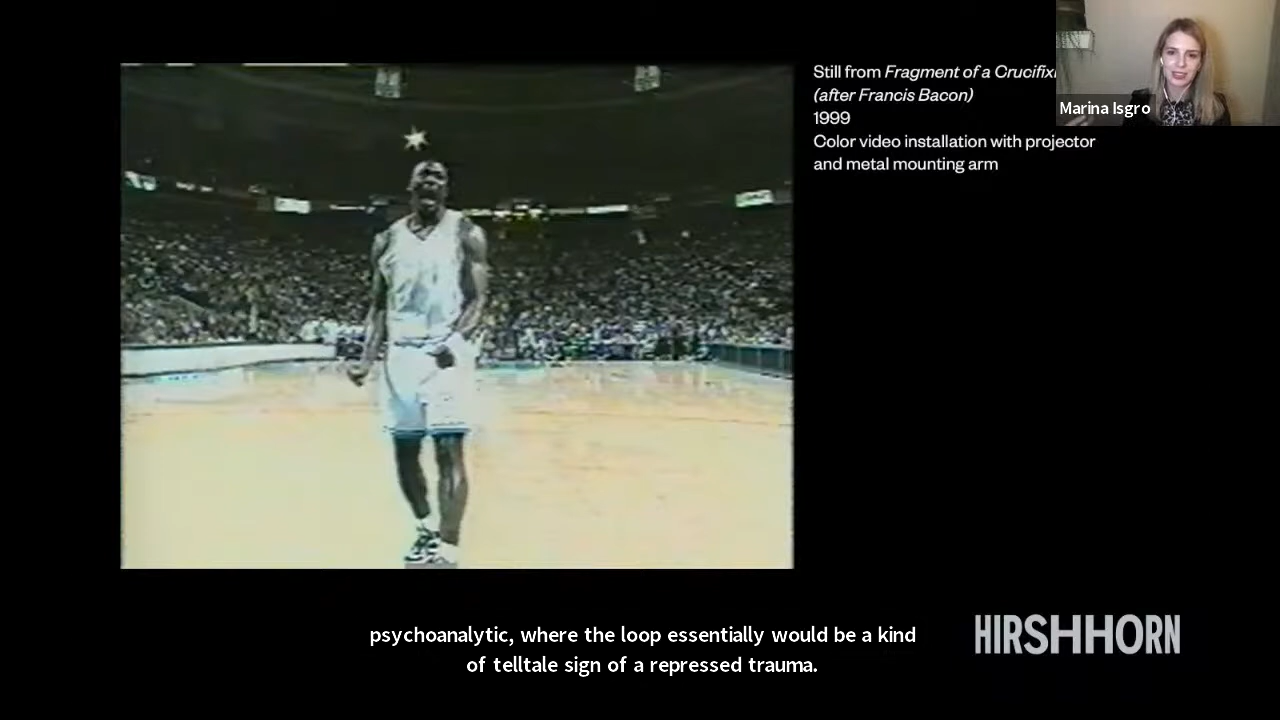 Still from Fragment of a Crucifixi
(after Francis Bacon)
1999
Color video installation with projector
and metal mounting arm
Marina Isgro
psychoanalytic, where the loop essentially would be a kind
of telltale sign of a repressed trauma.
HIRSHHORN